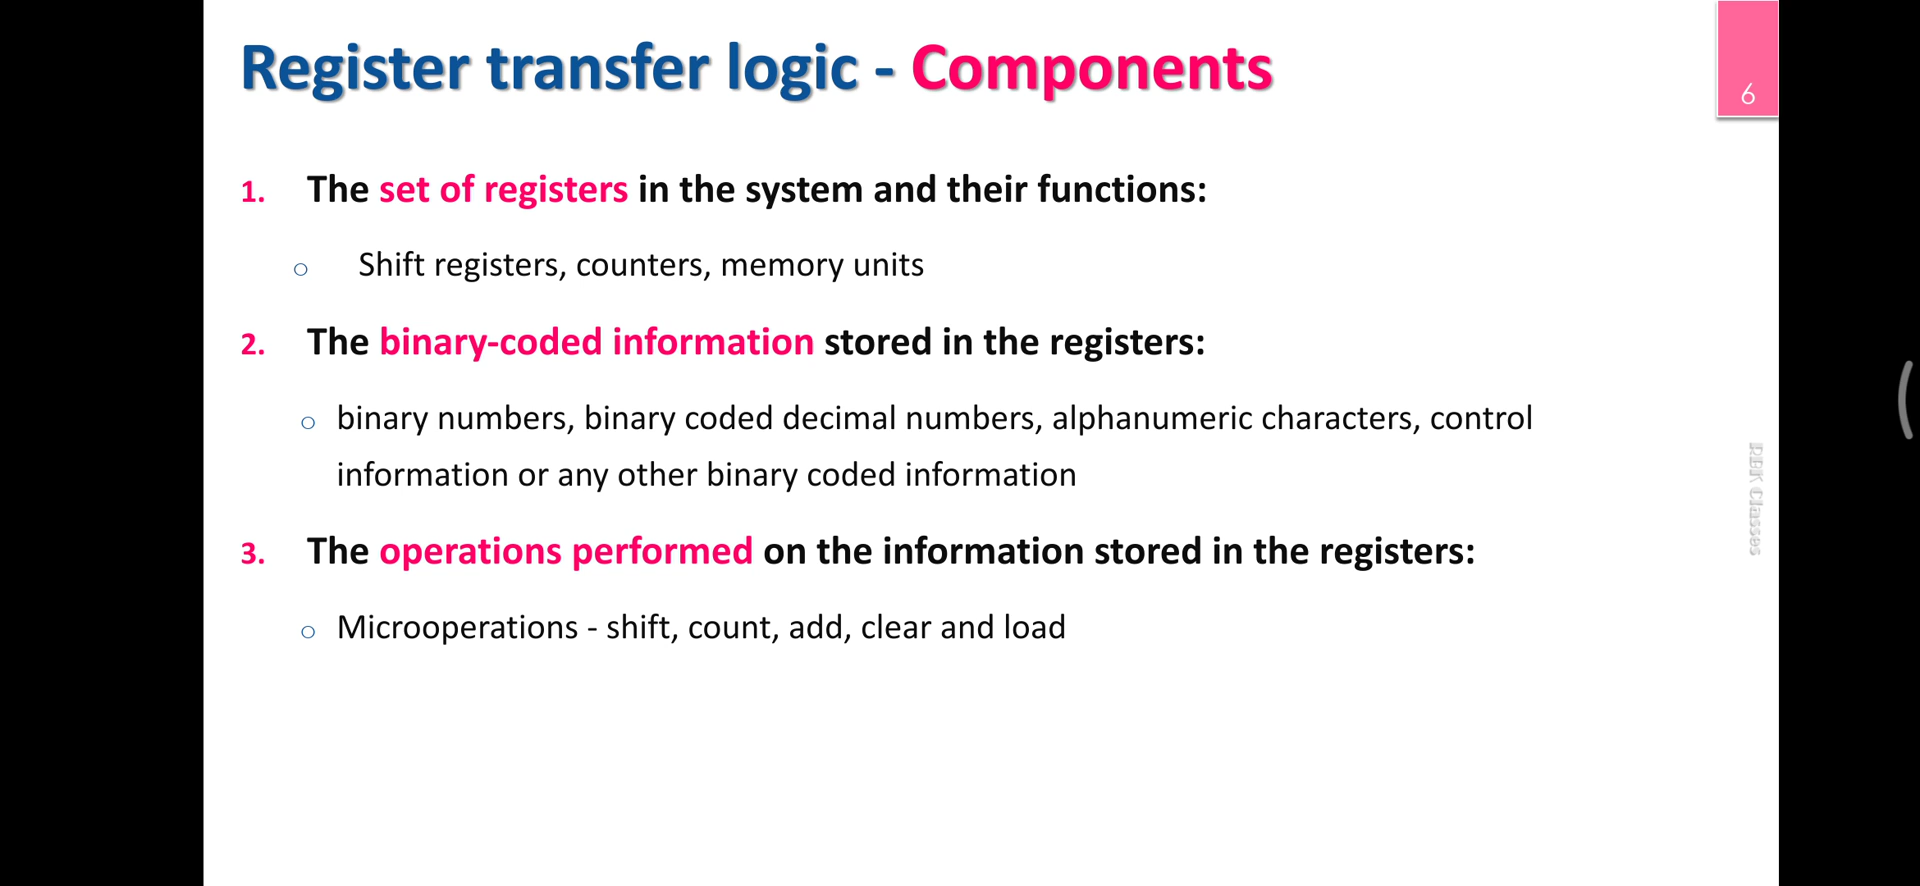 Register transfer logic - Components
6
1. The set of registers in the system and their functions:
o Shift registers, counters, memory units
2. The binary-coded information stored in the registers:
o binary numbers, binary coded decimal numbers, alphanumeric characters, control
information or any other binary coded information
3. The operations performed on the information stored in the registers:
o Microoperations - shift, count, add, clear and load
RBK Classes